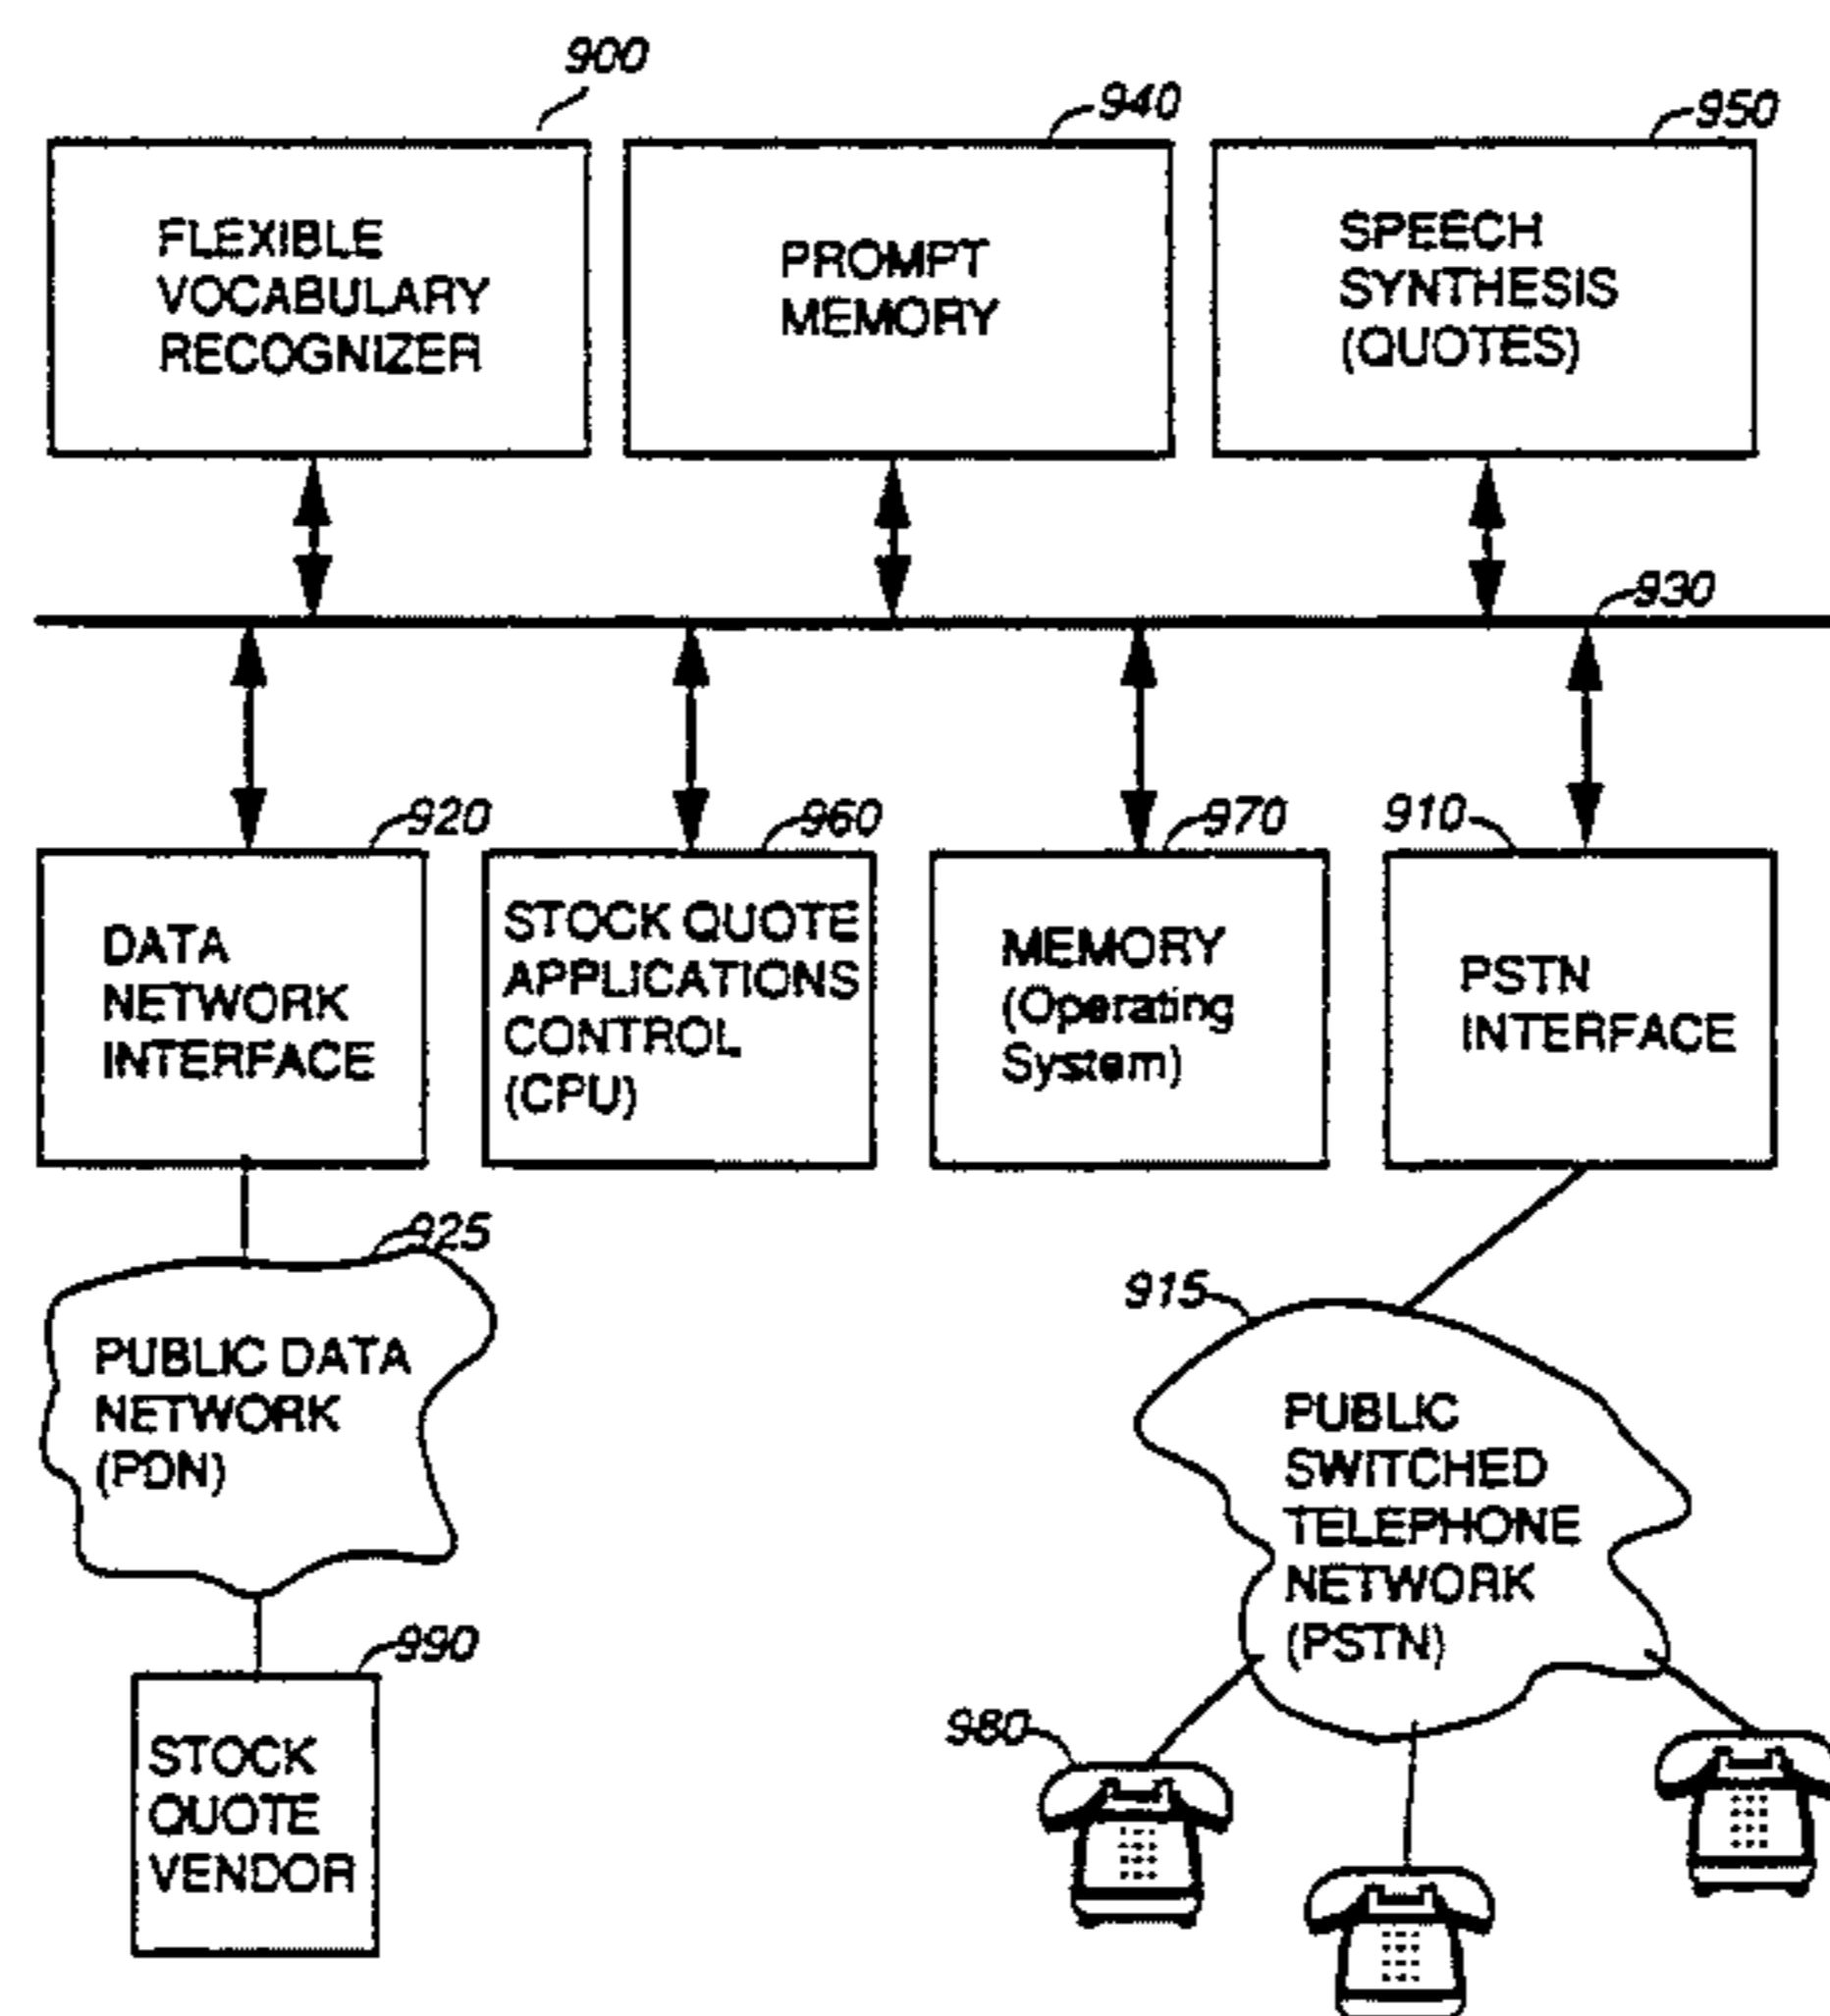 900
940
950
FLEXIBLE
VOCABULARY
RECOGNIZER
PROMPT
MEMORY
SPEECH
SYNTHESIS
(QUOTES)
930
920
960
970
910
DATA
NETWORK
INTERFACE
STOCK QUOTE
APPLICATIONS
CONTROL
(CPU)
MEMORY
(Operating
System)
PSTN
INTERFACE
925
915
PUBLIC DATA
NETWORK
(PDN)
PUBLIC
SWITCHED
TELEPHONE
NETWORK
(PSTN)
990
980
STOCK
QUOTE
VENDOR